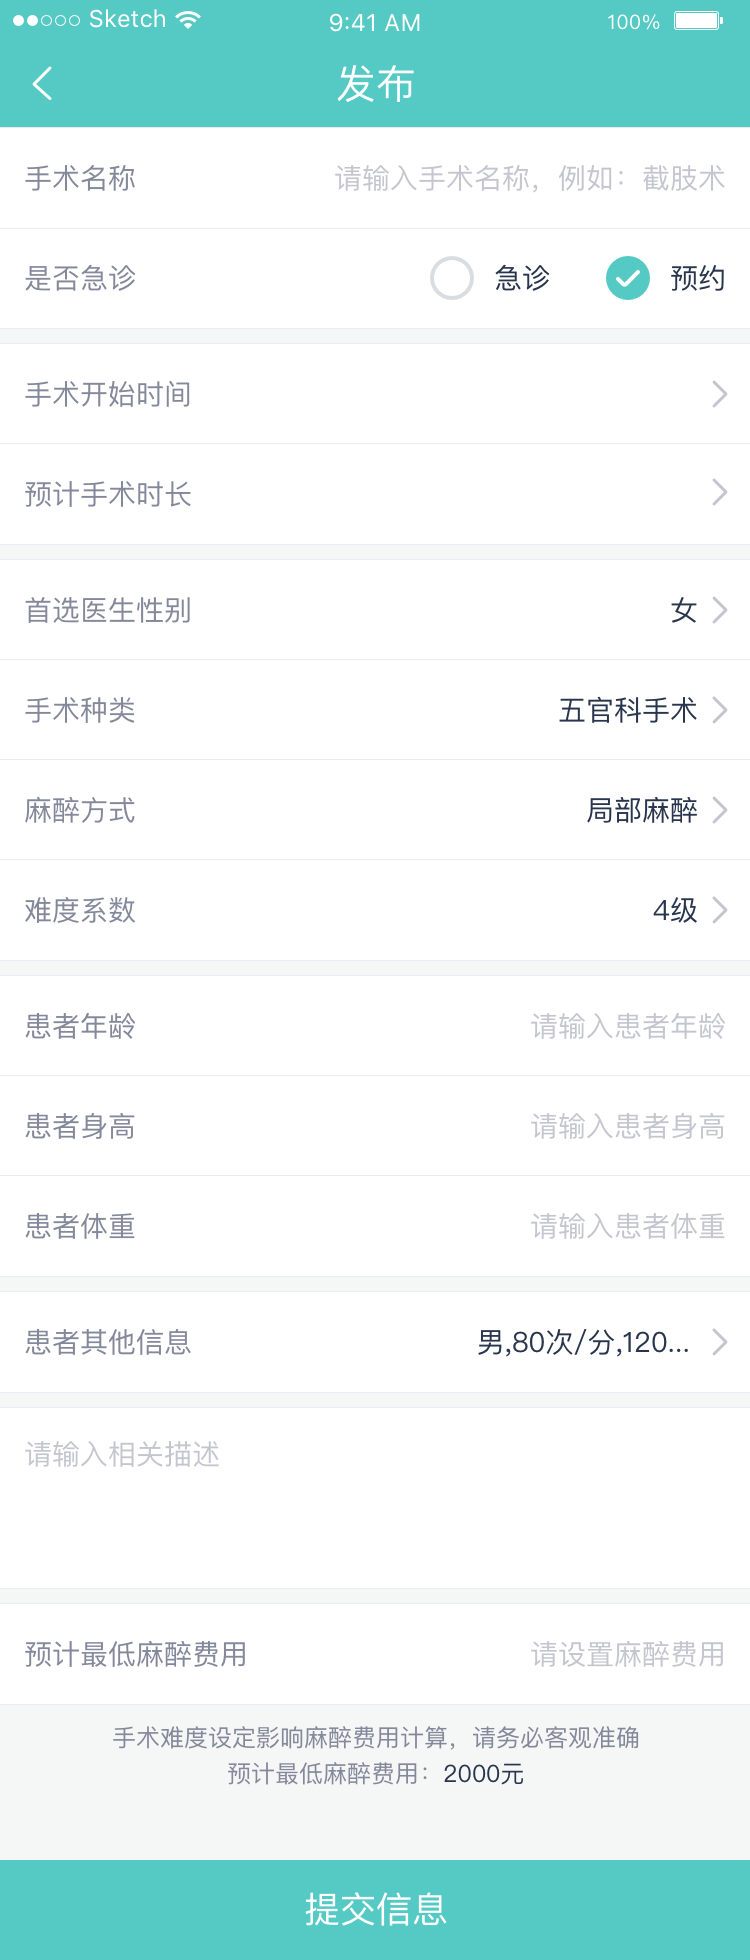 Sketch 9:41 AM 100%
发布
手术名称 请输入手术名称，例如：截肢术
是否急诊 急诊 预约
手术开始时间
预计手术时长
首选医生性别 女
手术种类 五官科手术
麻醉方式 局部麻醉
难度系数 4级
患者年龄 请输入患者年龄
患者身高 请输入患者身高
患者体重 请输入患者体重
患者其他信息 男,80次/分,120...
请输入相关描述
预计最低麻醉费用 请设置麻醉费用
手术难度设定影响麻醉费用计算，请务必客观准确
预计最低麻醉费用：2000元
提交信息